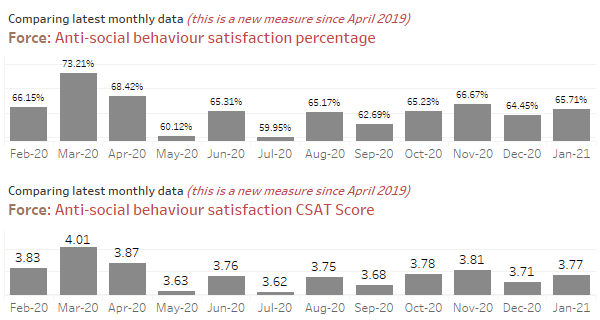 Comparing latest monthly data (this is a new measure since April 2019)
Force: Anti-social behaviour satisfaction percentage
66.15% 73.21% 68.42% 60.12% 65.31% 59.95% 65.17% 62.69% 65.23% 66.67% 64.45% 65.71%
Feb-20 Mar-20 Apr-20 May-20 Jun-20 Jul-20 Aug-20 Sep-20 Oct-20 Nov-20 Dec-20 Jan-21
Comparing latest monthly data (this is a new measure since April 2019)
Force: Anti-social behaviour satisfaction CSAT Score
3.83 4.01 3.87 3.63 3.76 3.62 3.75 3.68 3.78 3.81 3.71 3.77
Feb-20 Mar-20 Apr-20 May-20 Jun-20 Jul-20 Aug-20 Sep-20 Oct-20 Nov-20 Dec-20 Jan-21